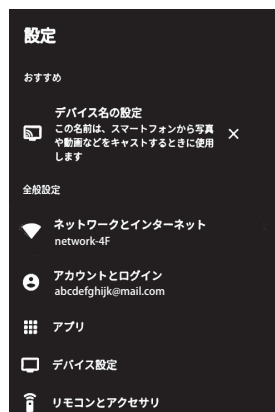 設定
おすすめ
デバイス名の設定
この名前は、スマートフォンから写真
や動画などをキャストするときに使用
します
全般設定
ネットワークとインターネット
network-4F
アカウントとログイン
abcdefghijk@mail.com
アプリ
デバイス設定
リモコンとアクセサリ